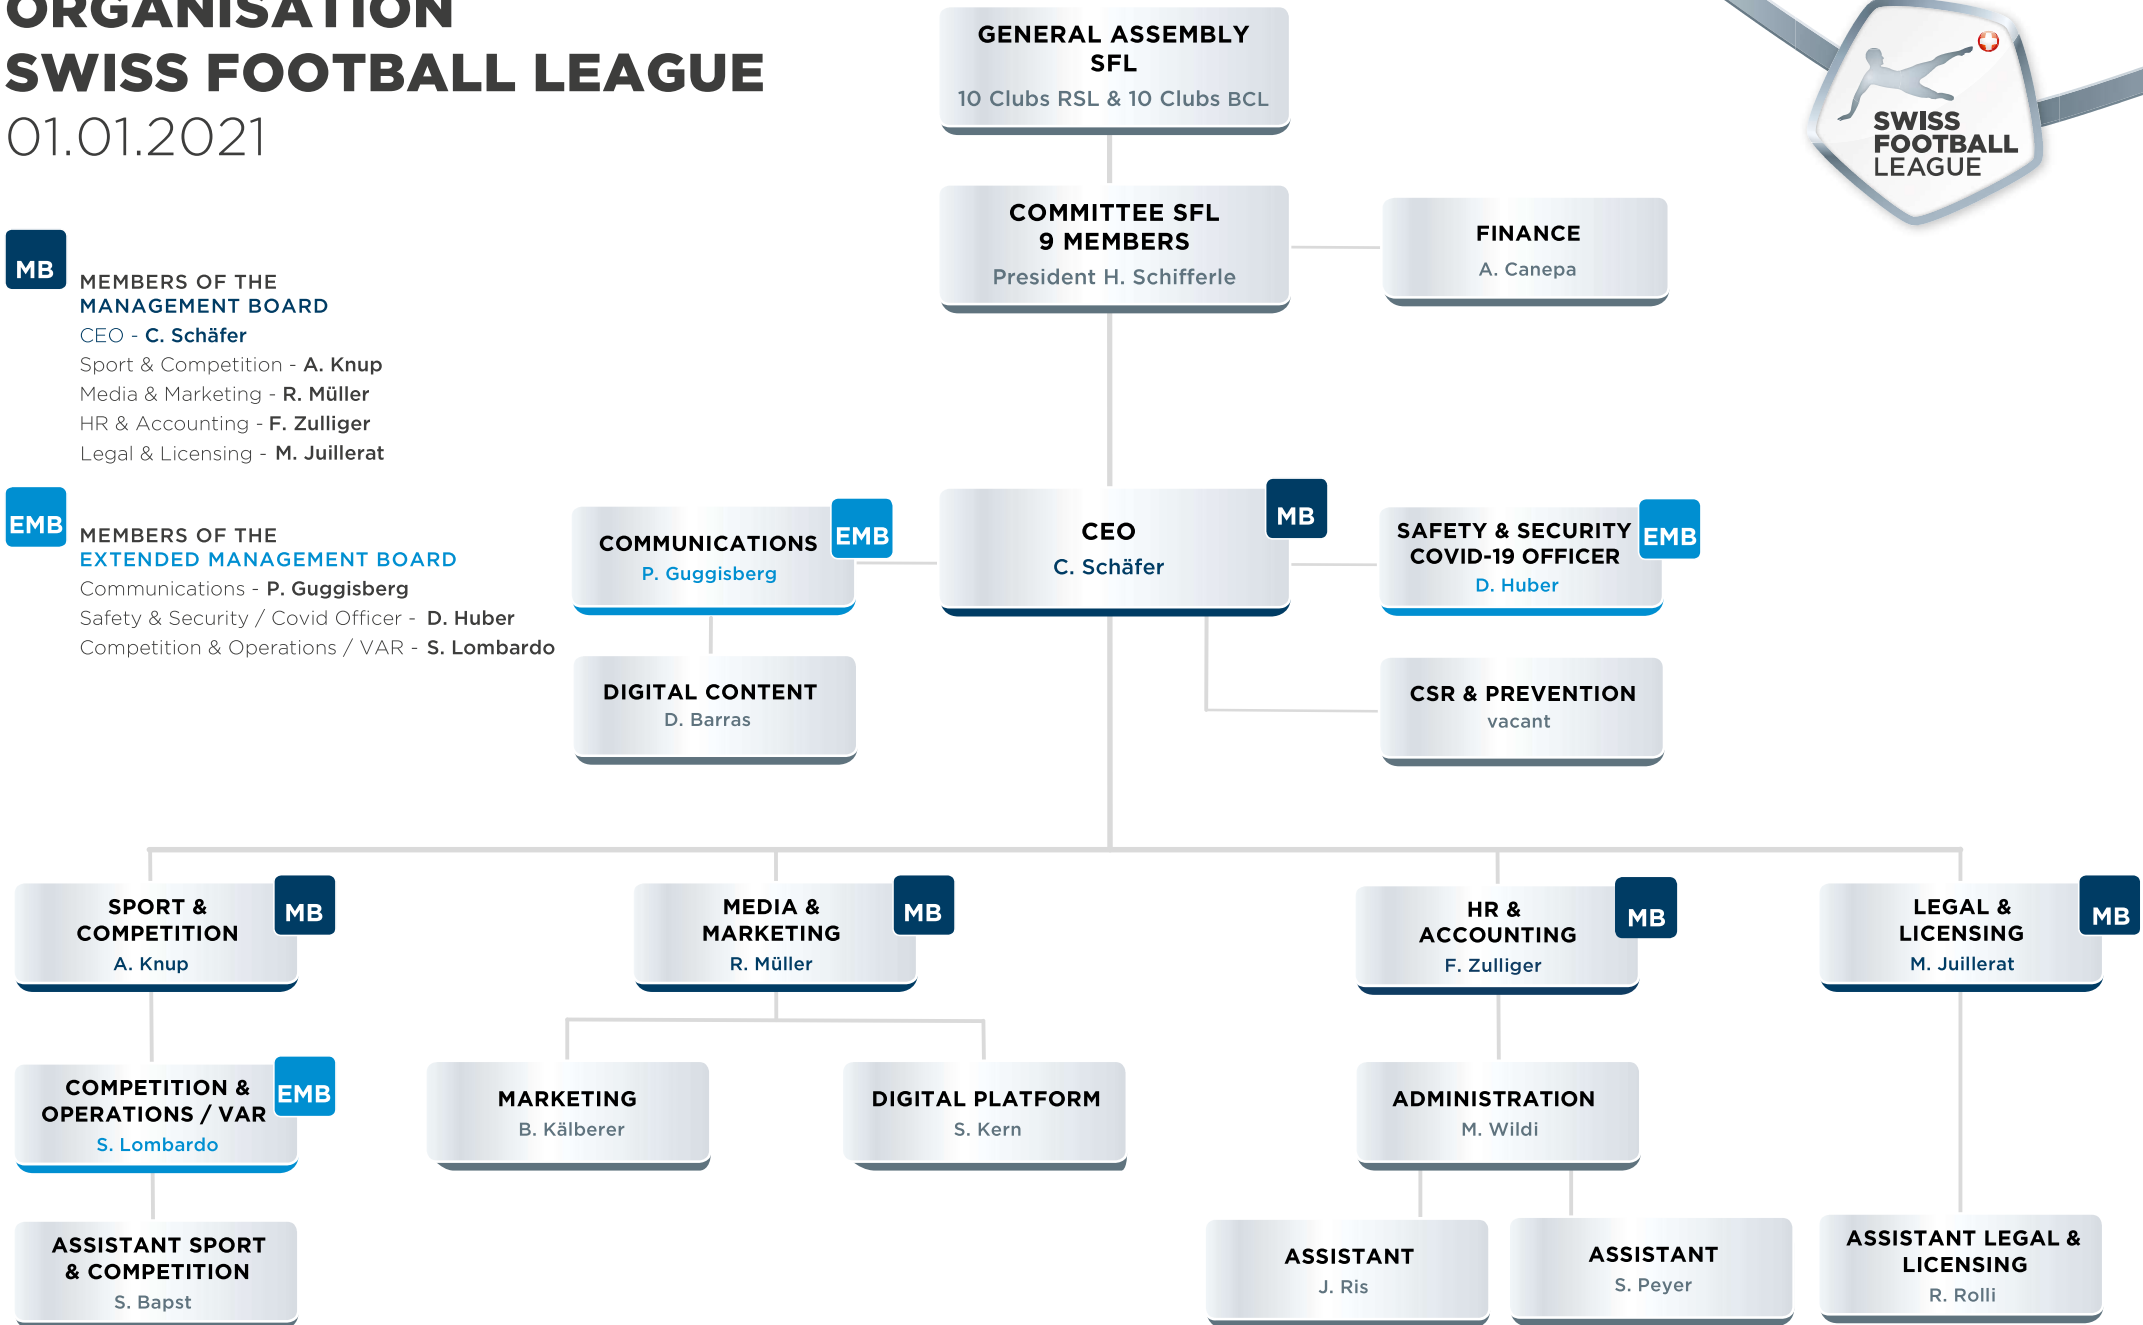 ORGANISATION
SWISS FOOTBALL LEAGUE
01.01.2021
GENERAL ASSEMBLY
SFL
10 Clubs RSL & 10 Clubs BCL
SWISS
FOOTBALL
LEAGUE
COMMITTEE SFL
9 MEMBERS
President H. Schifferle
FINANCE
A. Canepa
MB
MEMBERS OF THE
MANAGEMENT BOARD
CEO - C. Schäfer
Sport & Competition - A. Knup
Media & Marketing - R. Müller
HR & Accounting - F. Zulliger
Legal & Licensing - M. Juillerat
EMB
MEMBERS OF THE
EXTENDED MANAGEMENT BOARD
Communications - P. Guggisberg
Safety & Security / Covid Officer - D. Huber
Competition & Operations / VAR - S. Lombardo
COMMUNICATIONS
P. Guggisberg
EMB
CEO
C. Schäfer
MB
SAFETY & SECURITY
COVID-19 OFFICER
D. Huber
EMB
DIGITAL CONTENT
D. Barras
CSR & PREVENTION
vacant
SPORT &
COMPETITION
A. Knup
MB
MEDIA &
MARKETING
R. Müller
MB
HR &
ACCOUNTING
F. Zulliger
MB
LEGAL &
LICENSING
M. Juillerat
MB
COMPETITION &
OPERATIONS / VAR
S. Lombardo
EMB
MARKETING
B. Kälberer
DIGITAL PLATFORM
S. Kern
ADMINISTRATION
M. Wildi
ASSISTANT SPORT
& COMPETITION
S. Bapst
ASSISTANT
J. Ris
ASSISTANT
S. Peyer
ASSISTANT LEGAL &
LICENSING
R. Rolli